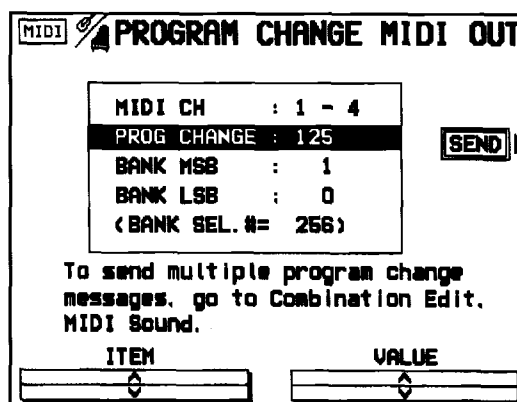 MIDI PROGRAM CHANGE MIDI OUT
MIDI CH : 1 - 4
PROG CHANGE : 125
BANK MSB : 1
BANK LSB : 0
(BANK SEL.#= 256)
SEND
To send multiple program change
messages, go to Combination Edit,
MIDI Sound.
ITEM VALUE